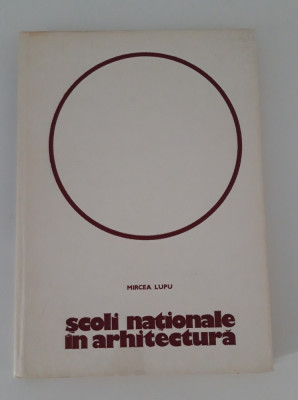 MIRCEA LUPU
școli naționale
în arhitectură